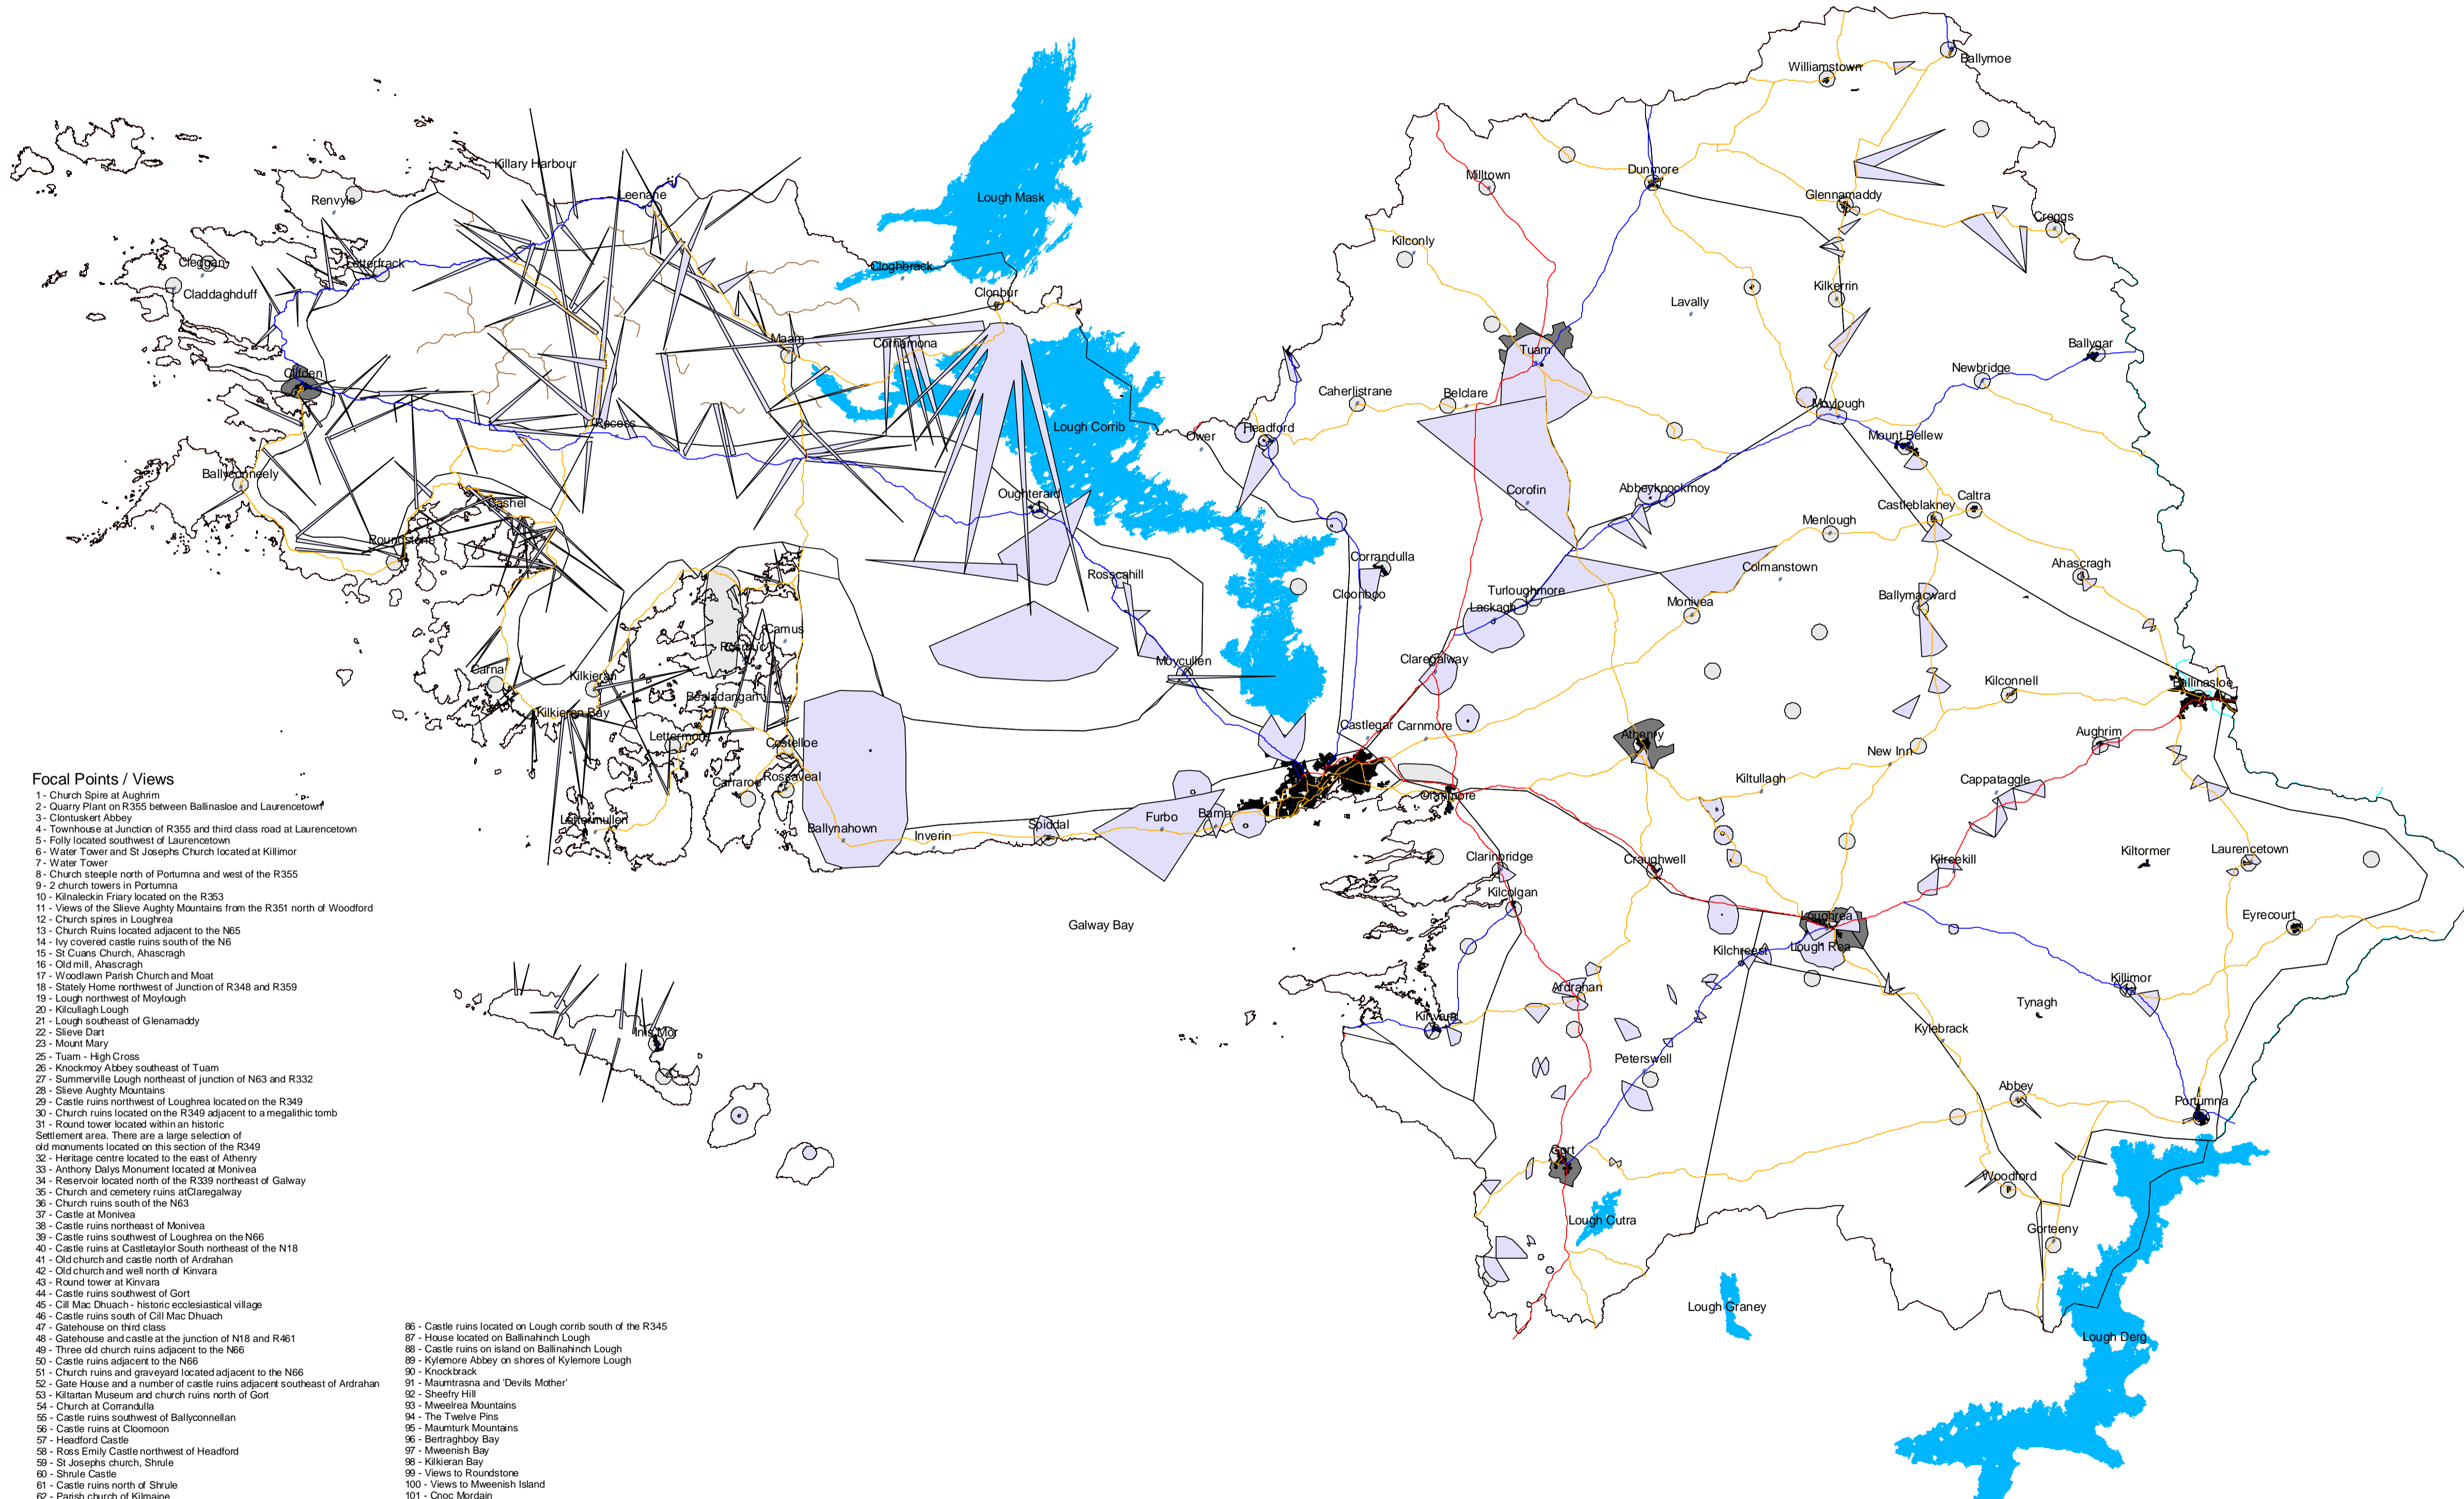 Ballymoe
Williamstown
Killary Harbour
Leenane
Renvyle
Lough Mask
Milltown
Dunmore
Glennamaddy
Creggs
Kilconly
Cleggan
Letterfrack
Cloghbrack
Claddaghduff
Clonbur
Lavally
Kilkerrin
Maam
Cornamona
Tuam
Ballygar
Clifden
Newbridge
Caherlistrane
Belclare
Moylough
Recess
Lough Corrib
Ower
Headford
Mount Bellew
Ballyconneely
Cashel
Oughterard
Corofin
Abbeyknockmoy
Castleblakney
Caltra
Menlough
Roundstone
Corrandulla
Colmanstown
Ahascragh
Rosscahill
Cloonboo
Turloughmore
Lackagh
Monivea
Ballymacward
Camus
Rosmuc
Carna
Kilkieran
Moycullen
Claregalway
Kilconnell
Ballinasloe
Bealadangan
Kilkieren Bay
Lettermore
Costelloe
Castlegar
Carnmore
Athenry
New Inn
Aughrim
Carraroe
Rossaveal
Oranmore
Kiltullagh
Cappataggle
Lettermullen
Ballynahown
Inverin
Spiddal
Furbo
Barna
Clarinbridge
Craughwell
Kilreekill
Kiltormer
Laurencetown
Kilcolgan
Galway Bay
Loughrea
Eyrecourt
Kilchreest
Lough Rea
Ardrahan
Killimor
Tynagh
Inis Mor
Kinvara
Kylebrack
Peterswell
Abbey
Portumna
Gort
Woodford
Lough Cutra
Gorteeny
Lough Graney
Lough Derg
Focal Points / Views
1 - Church Spire at Aughrim
2 - Quarry Plant on R355 between Ballinasloe and Laurencetown
3 - Clontuskert Abbey
4 - Townhouse at Junction of R355 and third class road at Laurencetown
5 - Folly located southwest of Laurencetown
6 - Water Tower and St Josephs Church located at Killimor
7 - Water Tower
8 - Church steeple north of Portumna and west of the R355
9 - 2 church towers in Portumna
10 - Kilnaleckin Friary located on the R353
11 - Views of the Slieve Aughty Mountains from the R351 north of Woodford
12 - Church spires in Loughrea
13 - Church Ruins located adjacent to the N65
14 - Ivy covered castle ruins south of the N6
15 - St Cuans Church, Ahascragh
16 - Old mill, Ahascragh
17 - Woodlawn Parish Church and Moat
18 - Stately Home northwest of Junction of R348 and R359
19 - Lough northwest of Moylough
20 - Kilcullagh Lough
21 - Lough southeast of Glenamaddy
22 - Slieve Dart
23 - Mount Mary
25 - Tuam - High Cross
26 - Knockmoy Abbey southeast of Tuam
27 - Summerville Lough northeast of junction of N63 and R332
28 - Slieve Aughty Mountains
29 - Castle ruins northwest of Loughrea located on the R349
30 - Church ruins located on the R349 adjacent to a megalithic tomb
31 - Round tower located within an historic
Settlement area. There are a large selection of
old monuments located on this section of the R349
32 - Heritage centre located to the east of Athenry
33 - Anthony Dalys Monument located at Monivea
34 - Reservoir located north of the R339 northeast of Galway
35 - Church and cemetery ruins atClaregalway
36 - Church ruins south of the N63
37 - Castle at Monivea
38 - Castle ruins northeast of Monivea
39 - Castle ruins southwest of Loughrea on the N66
40 - Castle ruins at Castletaylor South northeast of the N18
41 - Old church and castle north of Ardrahan
42 - Old church and well north of Kinvara
43 - Round tower at Kinvara
44 - Castle ruins southwest of Gort
45 - Cill Mac Dhuach - historic ecclesiastical village
46 - Castle ruins south of Cill Mac Dhuach
47 - Gatehouse on third class
48 - Gatehouse and castle at the junction of N18 and R461
49 - Three old church ruins adjacent to the N66
50 - Castle ruins adjacent to the N66
51 - Church ruins and graveyard located adjacent to the N66
52 - Gate House and a number of castle ruins adjacent southeast of Ardrahan
53 - Kiltartan Museum and church ruins north of Gort
54 - Church at Corrandulla
55 - Castle ruins southwest of Ballyconnellan
56 - Castle ruins at Cloomoon
57 - Headford Castle
58 - Ross Emily Castle northwest of Headford
59 - St Josephs church, Shrule
60 - Shrule Castle
61 - Castle ruins north of Shrule
62 - Parish church of Kilmaine
86 - Castle ruins located on Lough corrib south of the R345
87 - House located on Ballinahinch Lough
88 - Castle ruins on island on Ballinahinch Lough
89 - Kylemore Abbey on shores of Kylemore Lough
90 - Knockbrack
91 - Maumtrasna and 'Devils Mother'
92 - Sheefry Hill
93 - Mweelrea Mountains
94 - The Twelve Pins
95 - Maumturk Mountains
96 - Bertraghboy Bay
97 - Mweenish Bay
98 - Kilkieran Bay
99 - Views to Roundstone
100 - Views to Mweenish Island
101 - Cnoc Mordain